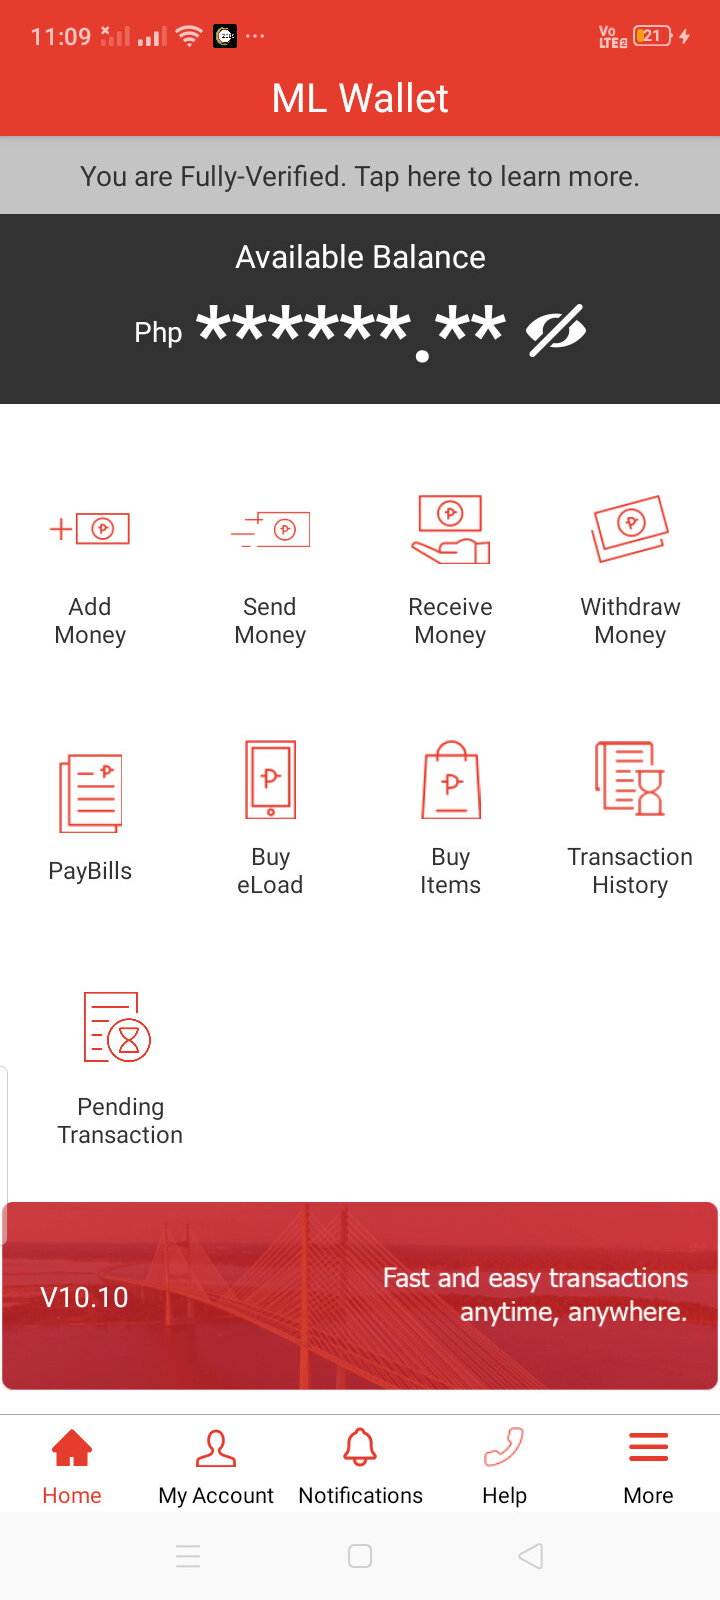 11:09 ... Vo LTE2 21
ML Wallet
You are Fully-Verified. Tap here to learn more.
Available Balance
Php ******.**
Add Money
Send Money
Receive Money
Withdraw Money
PayBills
Buy eLoad
Buy Items
Transaction History
Pending Transaction
V10.10
Fast and easy transactions
anytime, anywhere.
Home
My Account
Notifications
Help
More